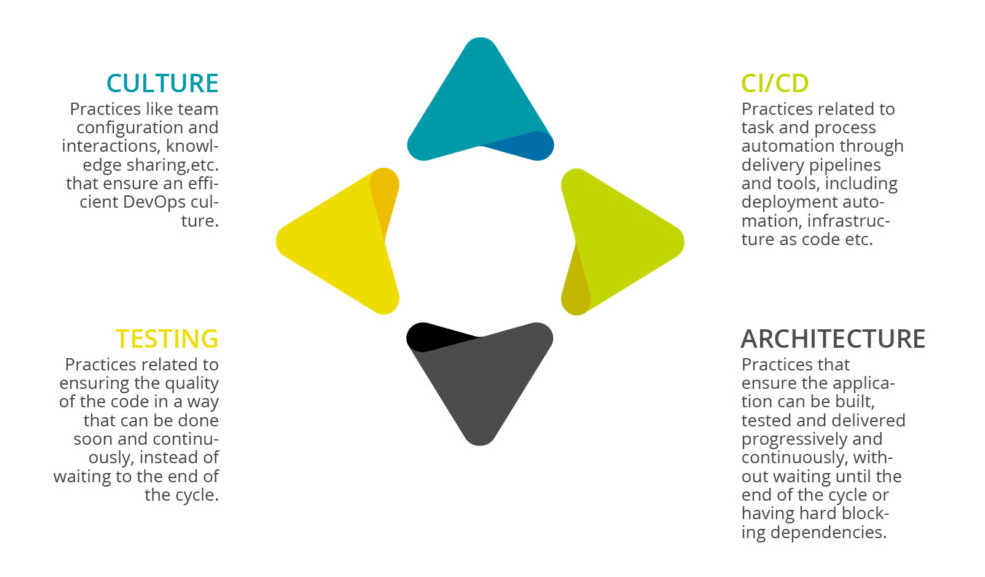 CULTURE
Practices like team
configuration and
interactions, knowl-
edge sharing,etc.
that ensure an effi-
cient DevOps cul-
ture.
CI/CD
Practices related to
task and process
automation through
delivery pipelines
and tools, including
deployment auto-
mation, infrastruc-
ture as code etc.
TESTING
Practices related to
ensuring the quality
of the code in a way
that can be done
soon and continu-
ously, instead of
waiting to the end of
the cycle.
ARCHITECTURE
Practices that
ensure the applica-
tion can be built,
tested and delivered
progressively and
continuously, with-
out waiting until the
end of the cycle or
having hard block-
ing dependencies.